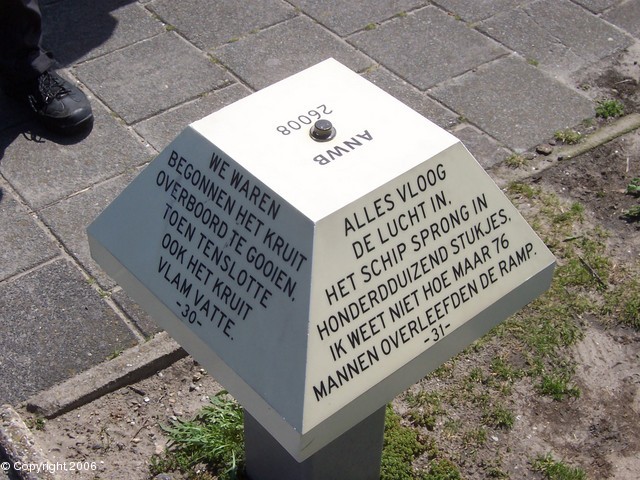 26008
ANWB
WE WAREN
BEGONNEN HET KRUIT
OVERBOORD TE GOOIEN.
TOEN TENSLOTTE
OOK HET KRUIT
VLAM VATTE.
-30-
ALLES VLOOG
DE LUCHT IN,
HET SCHIP SPRONG IN
HONDERDDUIZEND STUKJES.
IK WEET NIET HOE MAAR 76
MANNEN OVERLEEFDEN DE RAMP.
-31-
© Copyright 2006